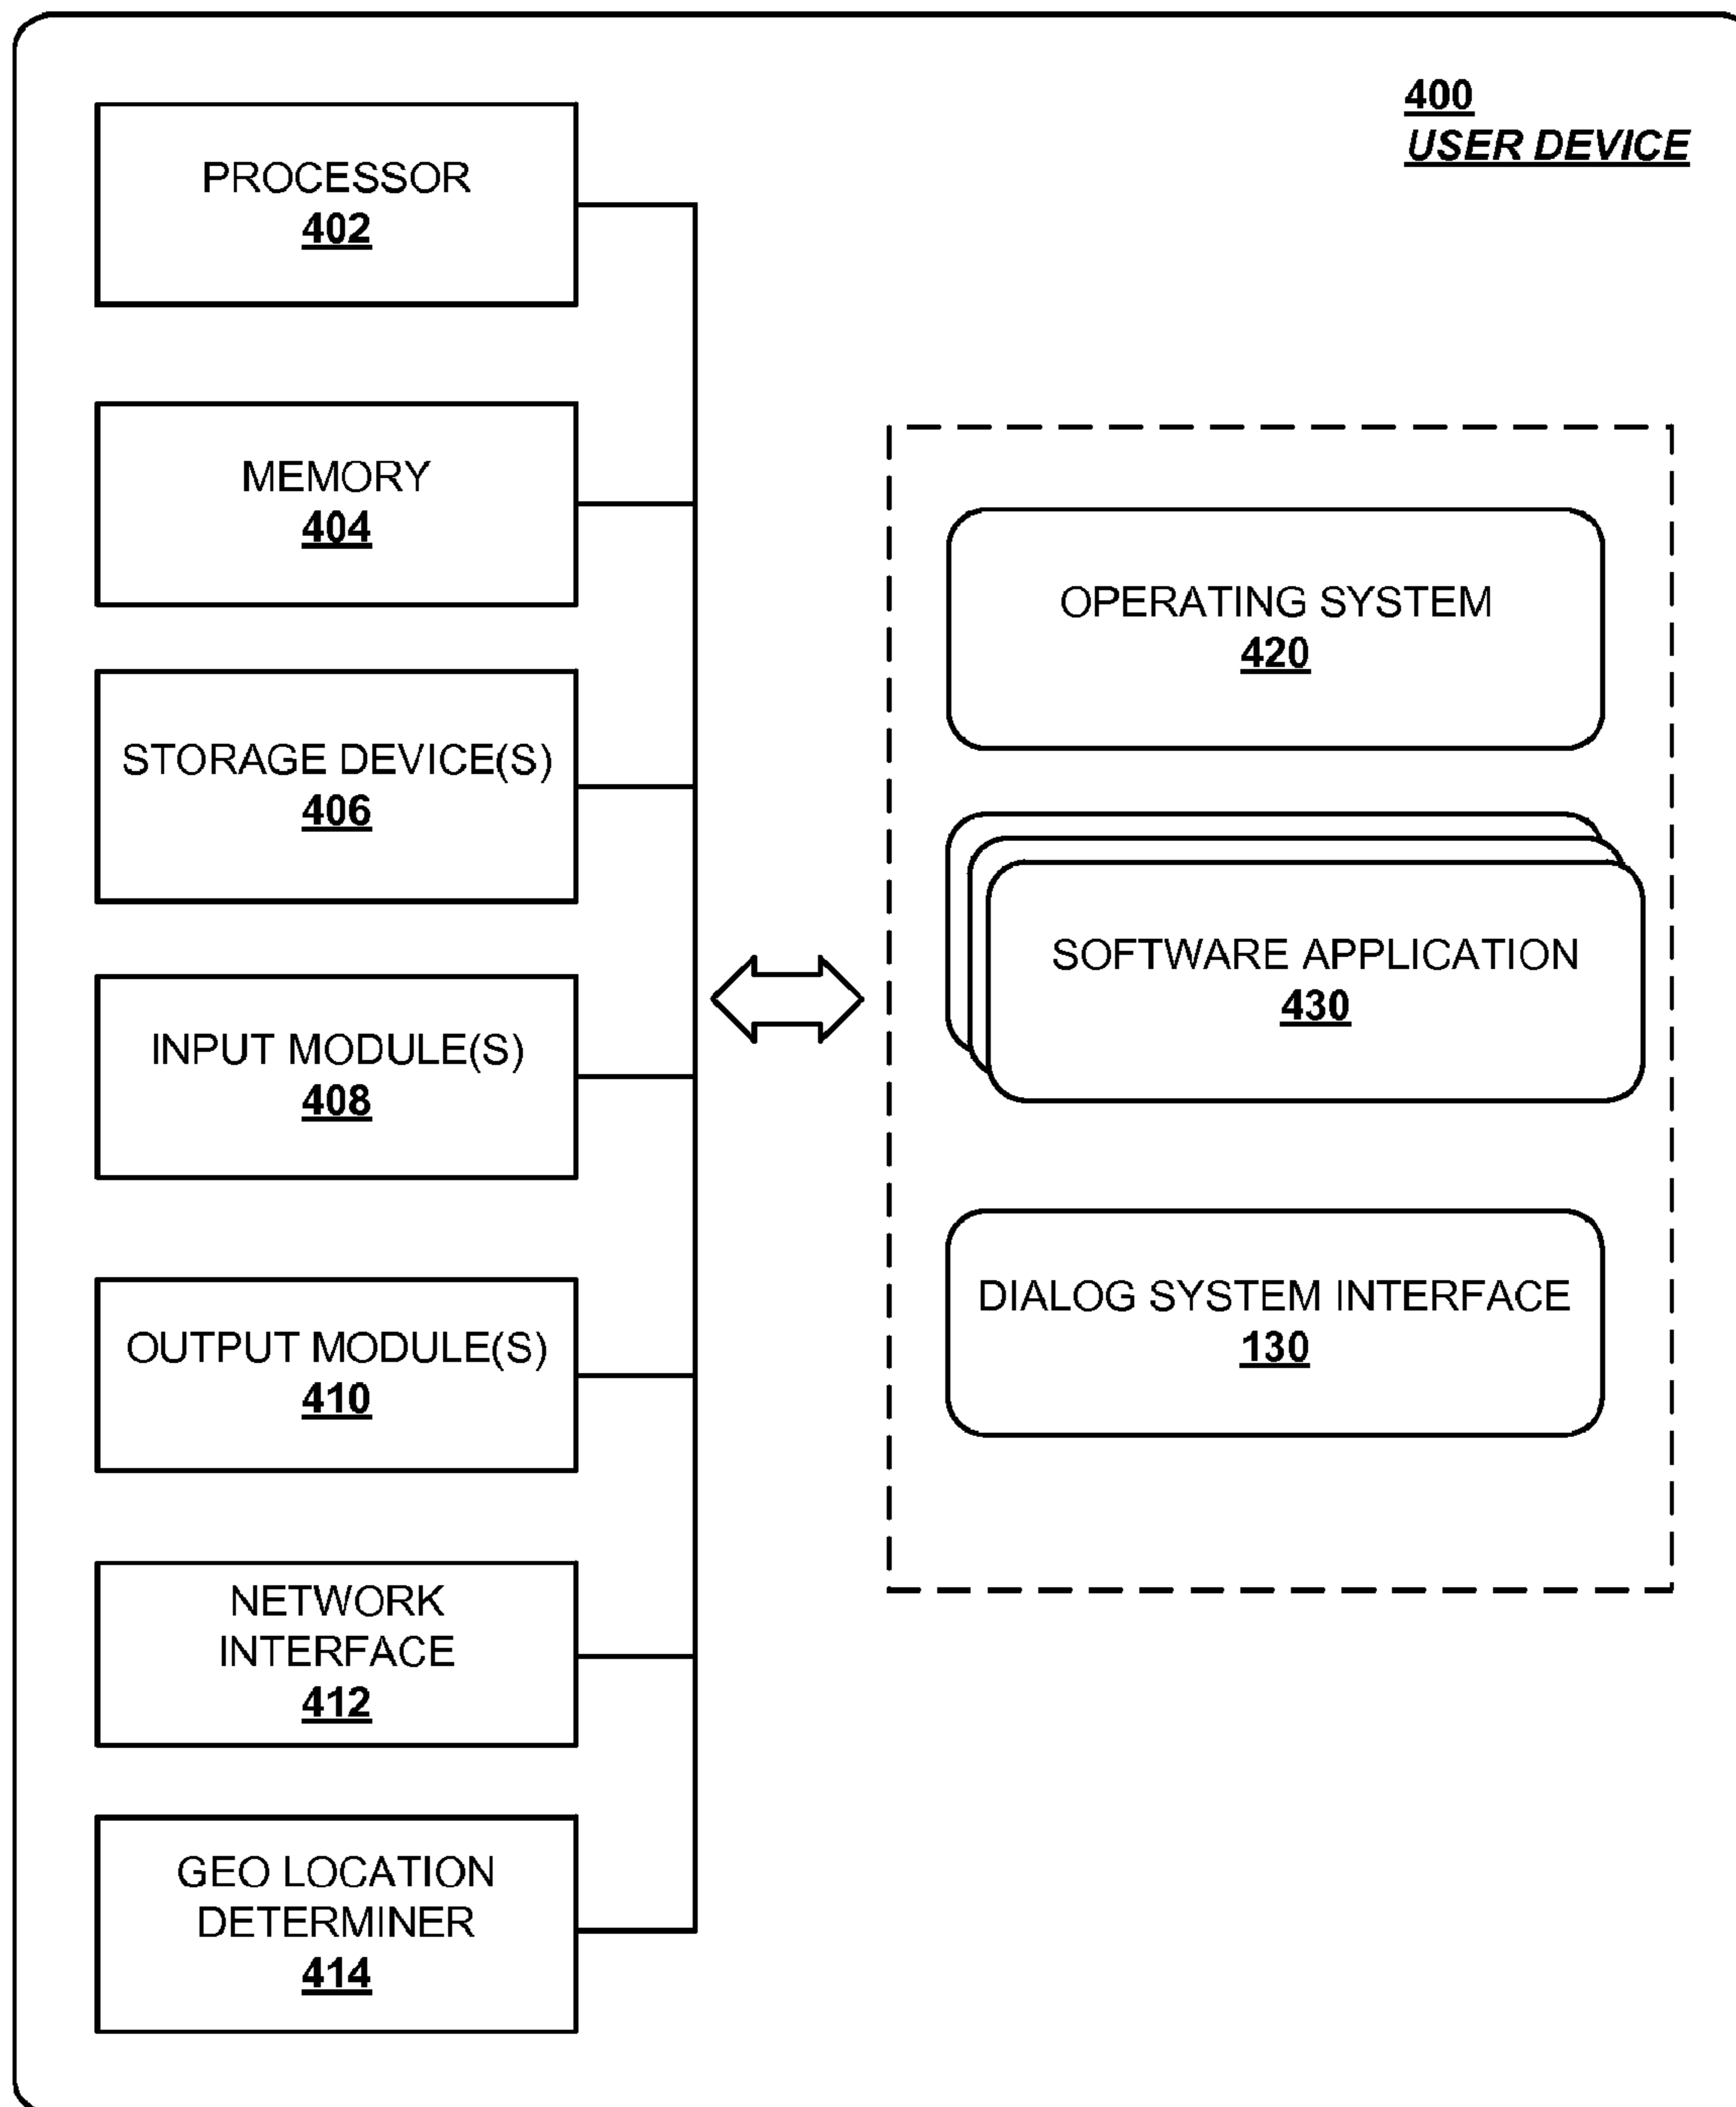 400
USER DEVICE
PROCESSOR
402
MEMORY
404
STORAGE DEVICE(S)
406
INPUT MODULE(S)
408
OUTPUT MODULE(S)
410
NETWORK
INTERFACE
412
GEO LOCATION
DETERMINER
414
OPERATING SYSTEM
420
SOFTWARE APPLICATION
430
DIALOG SYSTEM INTERFACE
130